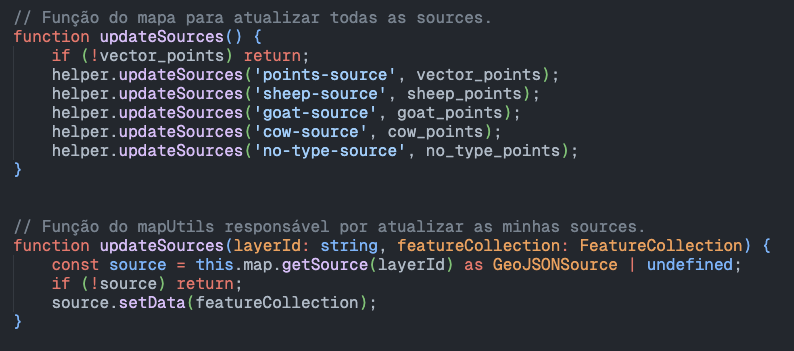 // Função do mapa para atualizar todas as sources.
function updateSources() {
    if (!vector_points) return;
    helper.updateSources('points-source', vector_points);
    helper.updateSources('sheep-source', sheep_points);
    helper.updateSources('goat-source', goat_points);
    helper.updateSources('cow-source', cow_points);
    helper.updateSources('no-type-source', no_type_points);
}
// Função do mapUtils responsável por atualizar as minhas sources.
function updateSources(layerId: string, featureCollection: FeatureCollection) {
    const source = this.map.getSource(layerId) as GeoJSONSource | undefined;
    if (!source) return;
    source.setData(featureCollection);
}